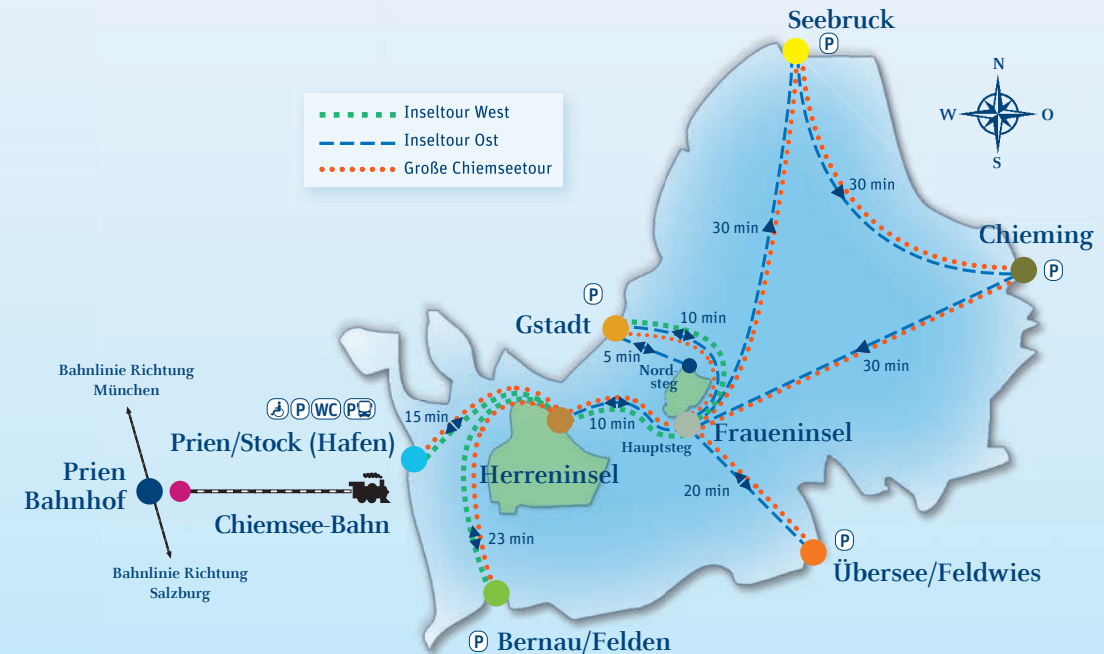 Seebruck
P
N
W
O
S
Inseltour West
Inseltour Ost
Große Chiemseetour
30 min
30 min
Chieming
P
P
Gstadt
10 min
5 min
Nord-
steg
30 min
Bahnlinie Richtung
München
P WC P
15 min
10 min
Prien/Stock (Hafen)
Hauptsteg
Fraueninsel
Prien
Bahnhof
Herreninsel
20 min
Chiemsee-Bahn
23 min
P
Übersee/Feldwies
Bahnlinie Richtung
Salzburg
P Bernau/Felden